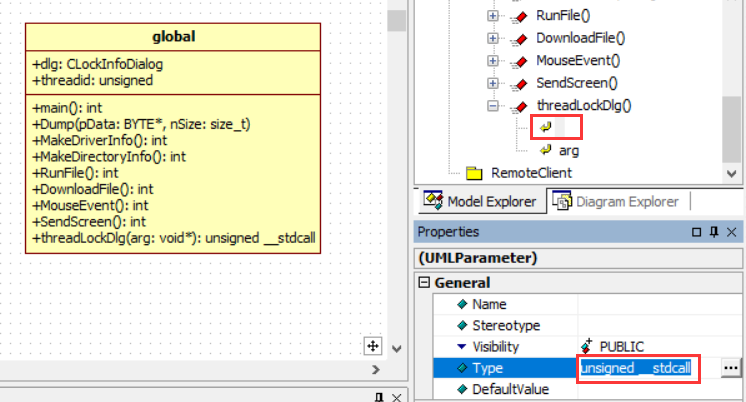 global
+dlg: CLockInfoDialog
+threadid: unsigned
+main(): int
+Dump(pData: BYTE*, nSize: size_t)
+MakeDriverInfo(): int
+MakeDirectoryInfo(): int
+RunFile(): int
+DownloadFile(): int
+MouseEvent(): int
+SendScreen(): int
+threadLockDlg(arg: void*): unsigned __stdcall
RunFile()
DownloadFile()
MouseEvent()
SendScreen()
threadLockDlg()
arg
RemoteClient
Model Explorer
Diagram Explorer
Properties
(UMLParameter)
General
Name
Stereotype
Visibility PUBLIC
Type unsigned __stdcall ...
DefaultValue